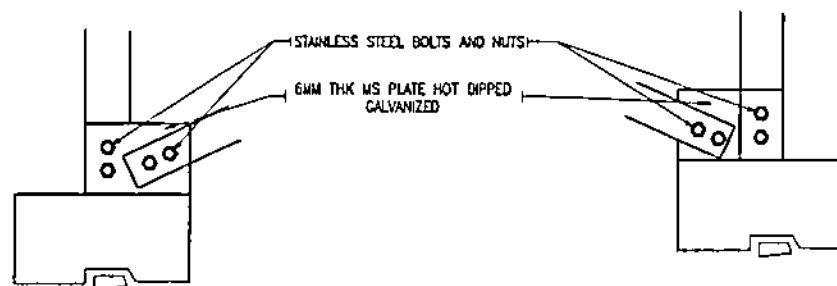 STAINLESS STEEL BOLTS AND NUTS
6MM THK MS PLATE HOT DIPPED
GALVANIZED